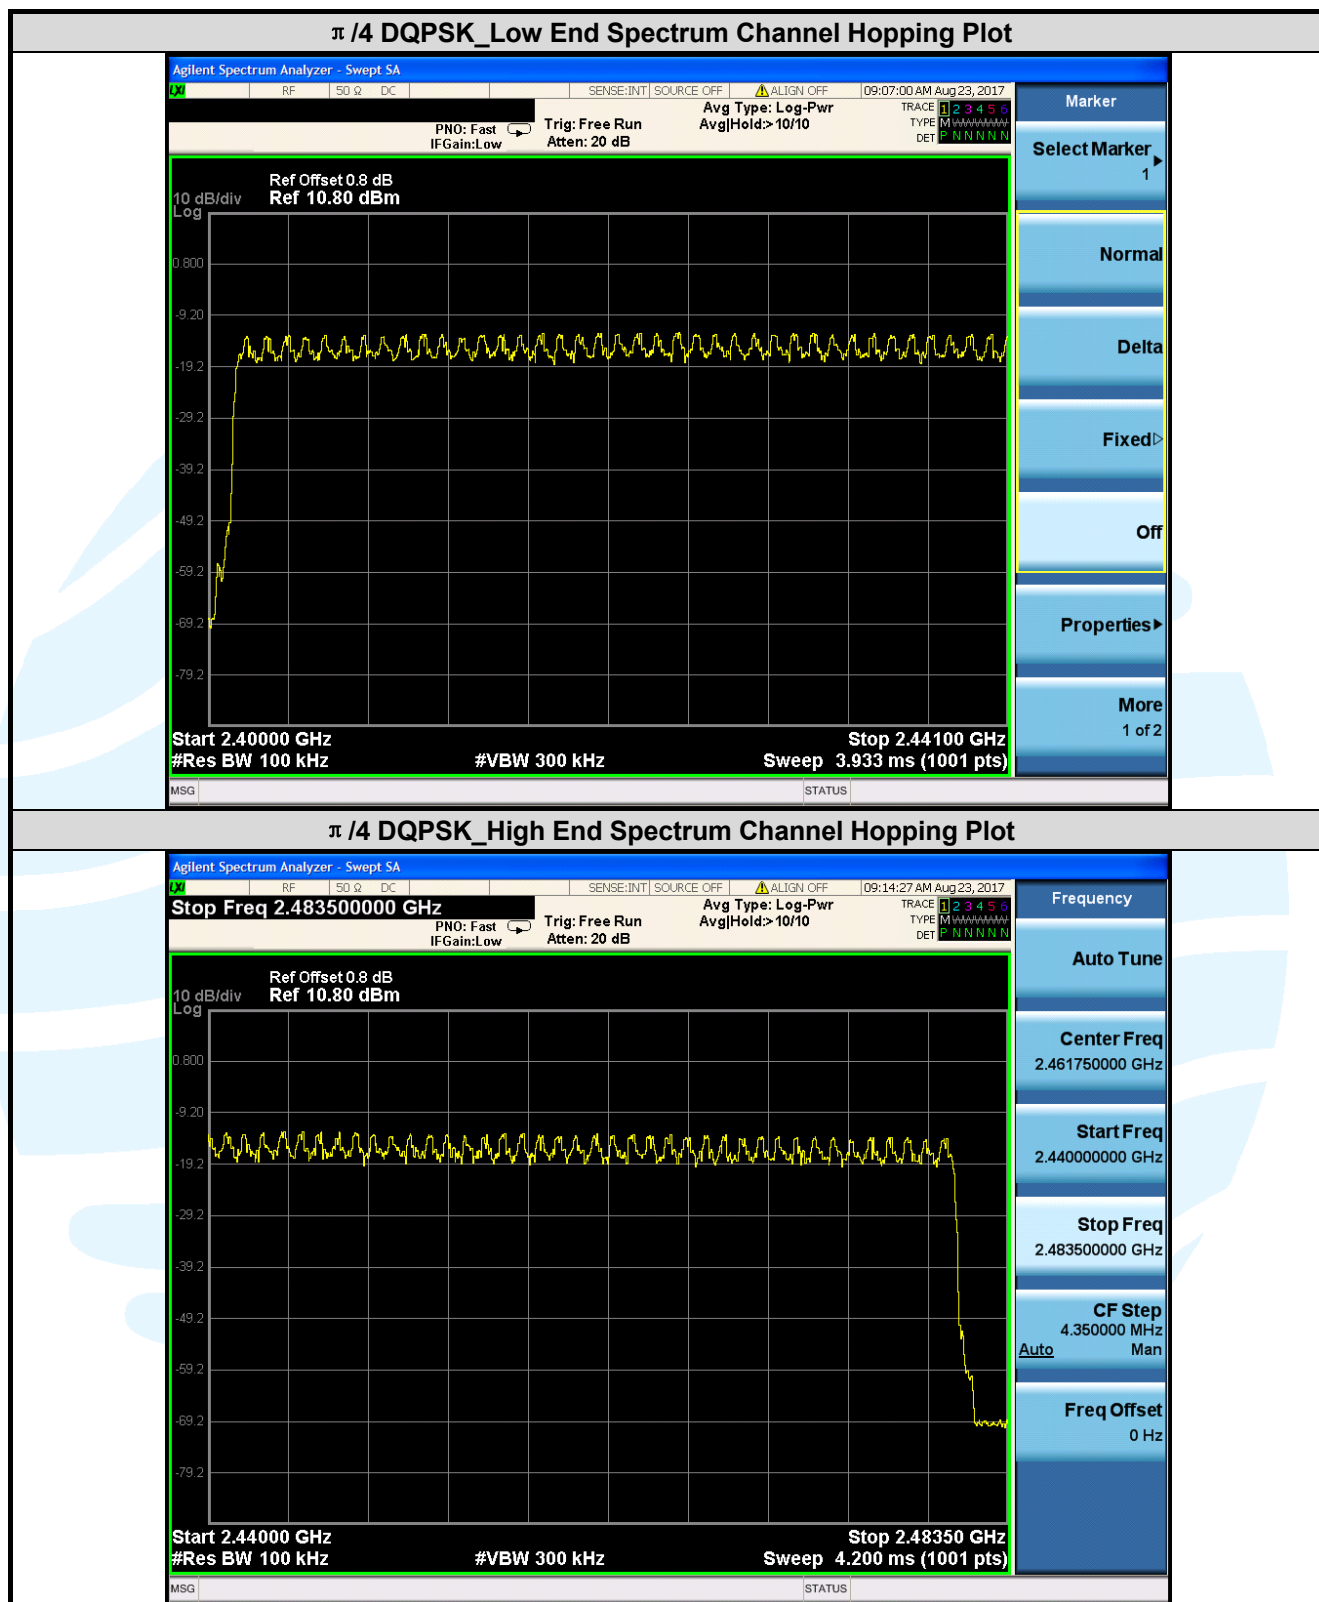 π/4 DQPSK_Low End Spectrum Channel Hopping Plot
Agilent Spectrum Analyzer - Swept SA
LXI RF 50 Ω DC SENSE:INT SOURCE OFF ALIGN OFF 09:07:00 AM Aug 23, 2017
Avg Type: Log-Pwr TRACE 1 2 3 4 5 6
PNO: Fast Trig: Free Run Avg|Hold:>10/10 TYPE M WWWWW
IFGain:Low Atten: 20 dB DET P N N N N N
Ref Offset 0.8 dB
10 dB/div Ref 10.80 dBm
Log
0.800
-9.20
-19.2
-29.2
-39.2
-49.2
-59.2
-69.2
-79.2
Start 2.40000 GHz Stop 2.44100 GHz
#Res BW 100 kHz #VBW 300 kHz Sweep 3.933 ms (1001 pts)
MSG STATUS
Marker
Select Marker
1
Normal
Delta
Fixed
Off
Properties
More
1 of 2
π/4 DQPSK_High End Spectrum Channel Hopping Plot
Agilent Spectrum Analyzer - Swept SA
LXI RF 50 Ω DC SENSE:INT SOURCE OFF ALIGN OFF 09:14:27 AM Aug 23, 2017
Stop Freq 2.483500000 GHz Avg Type: Log-Pwr TRACE 1 2 3 4 5 6
PNO: Fast Trig: Free Run Avg|Hold:>10/10 TYPE M WWWWW
IFGain:Low Atten: 20 dB DET P N N N N N
Ref Offset 0.8 dB
10 dB/div Ref 10.80 dBm
Log
0.800
-9.20
-19.2
-29.2
-39.2
-49.2
-59.2
-69.2
-79.2
Start 2.44000 GHz Stop 2.48350 GHz
#Res BW 100 kHz #VBW 300 kHz Sweep 4.200 ms (1001 pts)
MSG STATUS
Frequency
Auto Tune
Center Freq
2.461750000 GHz
Start Freq
2.440000000 GHz
Stop Freq
2.483500000 GHz
CF Step
4.350000 MHz
Auto Man
Freq Offset
0 Hz